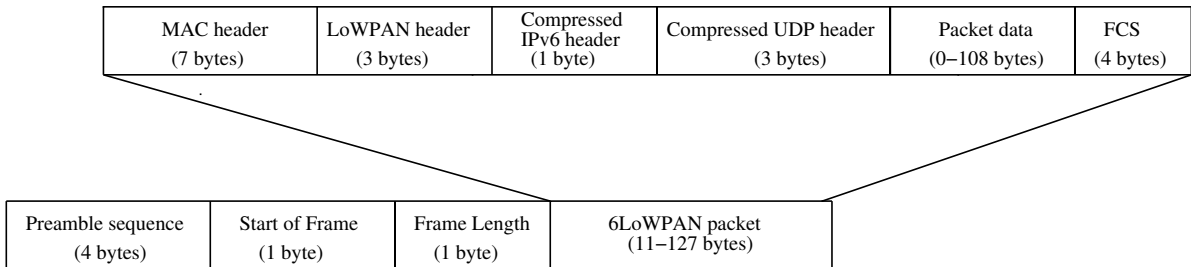 MAC header
(7 bytes)
LoWPAN header
(3 bytes)
Compressed
IPv6 header
(1 byte)
Compressed UDP header
(3 bytes)
Packet data
(0−108 bytes)
FCS
(4 bytes)
Preamble sequence
(4 bytes)
Start of Frame
(1 byte)
Frame Length
(1 byte)
6LoWPAN packet
(11−127 bytes)